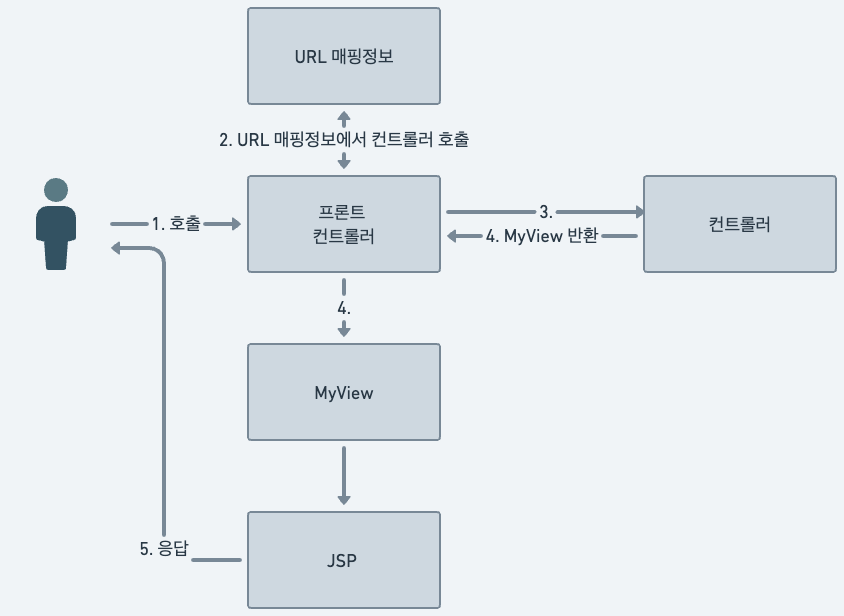 URL 매핑정보
2. URL 매핑정보에서 컨트롤러 호출
1. 호출
프론트
컨트롤러
3.
4. MyView 반환
컨트롤러
4.
MyView
5. 응답
JSP